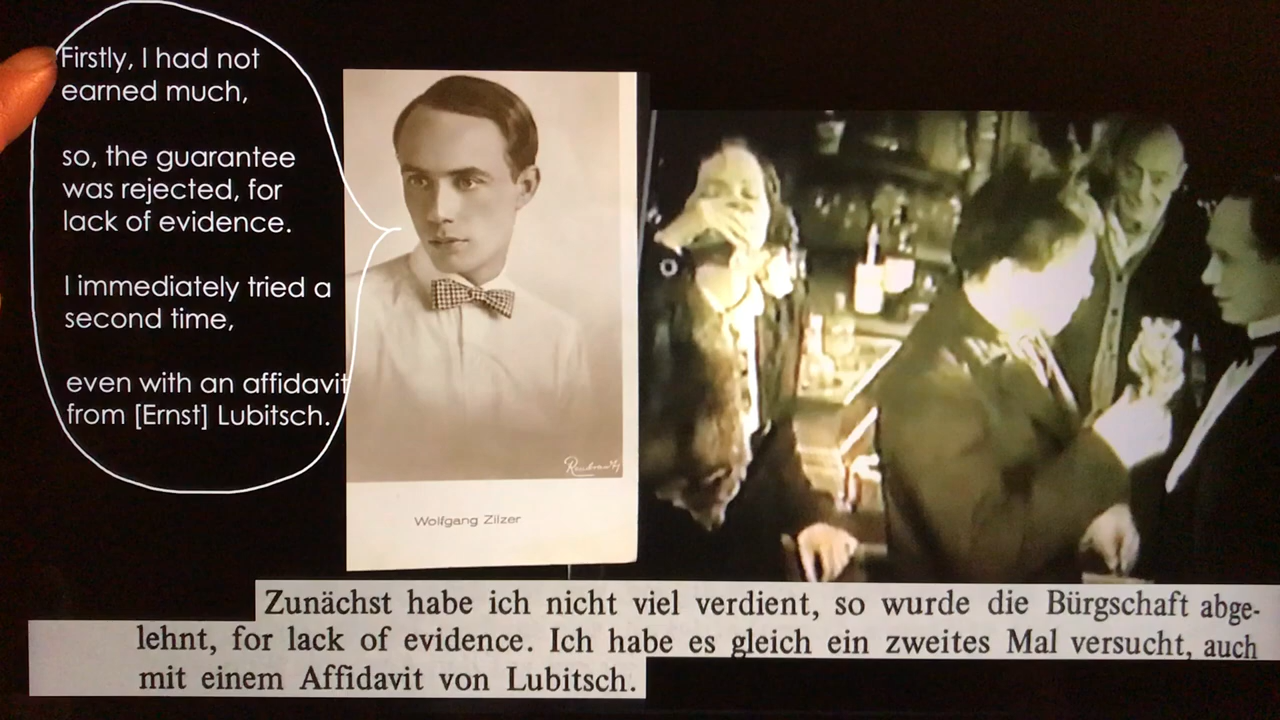 Firstly, I had not
earned much,
so, the guarantee
was rejected, for
lack of evidence.
I immediately tried a
second time,
even with an affidavit
from [Ernst] Lubitsch.
Wolfgang Zilzer
Zunächst habe ich nicht viel verdient, so wurde die Bürgschaft abge-
lehnt, for lack of evidence. Ich habe es gleich ein zweites Mal versucht, auch
mit einem Affidavit von Lubitsch.